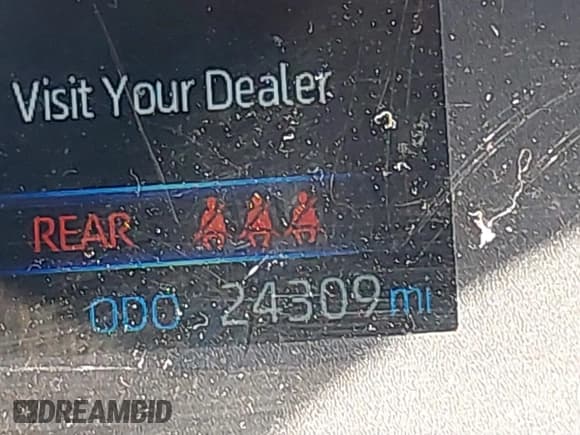 Visit Your Dealer
REAR
ODO 24309 mi
DREAMBID